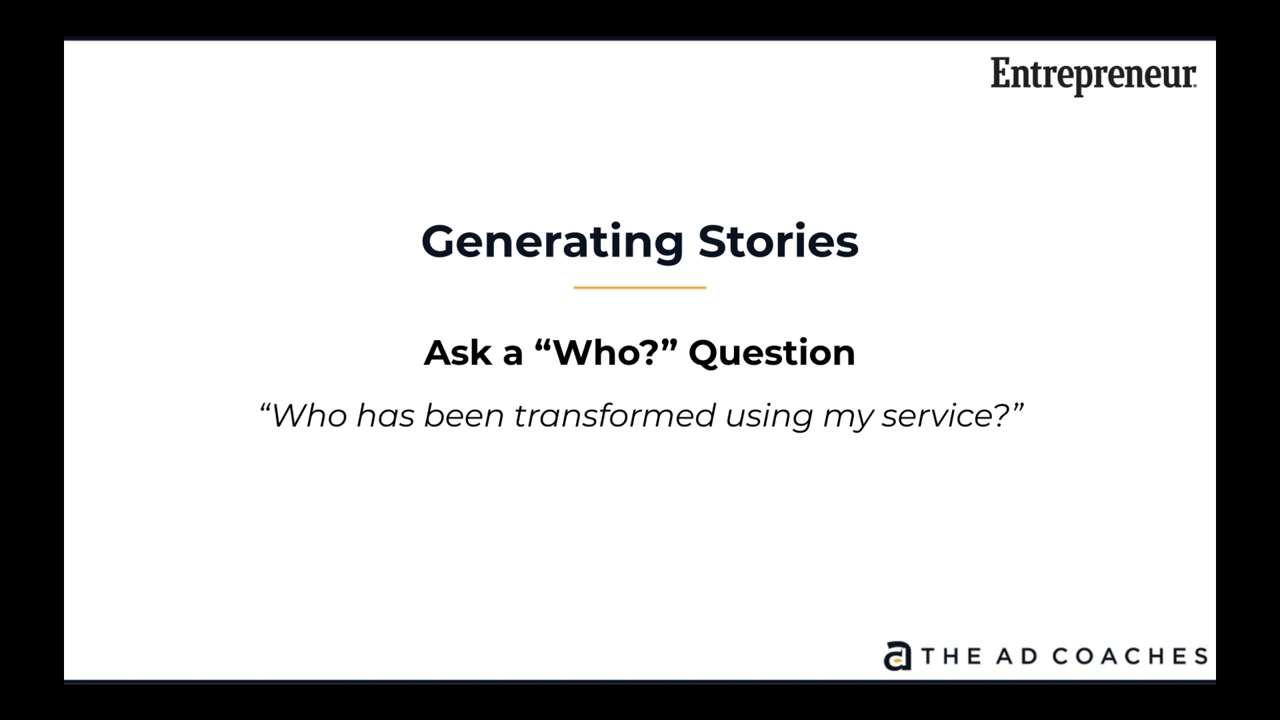 Entrepreneur.
Generating Stories
Ask a “Who?” Question
“Who has been transformed using my service?”
a THE AD COACHES